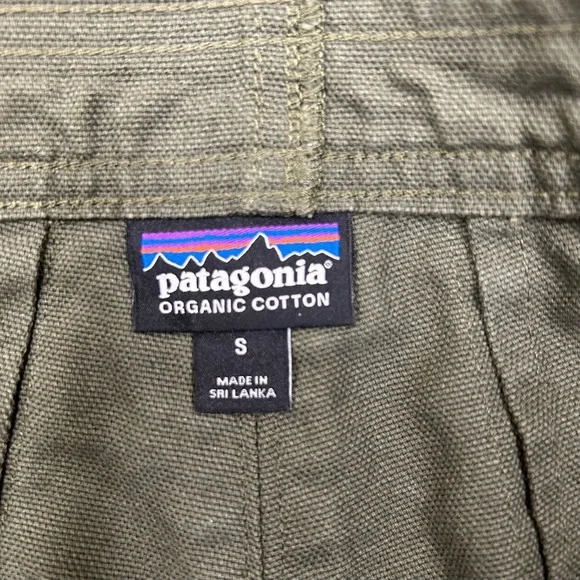 patagonia®
ORGANIC COTTON
S
MADE IN
SRI LANKA